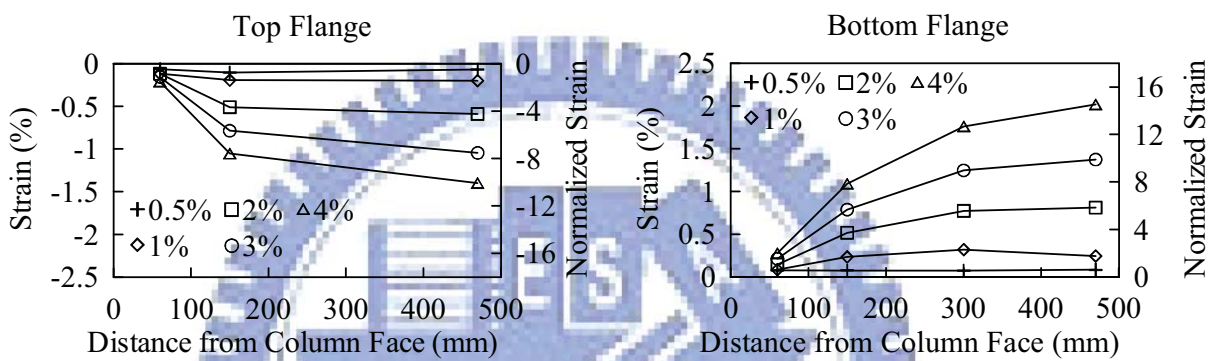 Top Flange
0
-0.5
-1
-1.5
-2
-2.5
Strain (%)
0
-4
-8
-12
-16
Normalized Strain
0.5% 2% 4%
1% 3%
0 100 200 300 400 500
Distance from Column Face (mm)
Bottom Flange
2.5
2
1.5
1
0.5
0
Strain (%)
16
12
8
4
0
Normalized Strain
0.5% 2% 4%
1% 3%
0 100 200 300 400 500
Distance from Column Face (mm)
ES